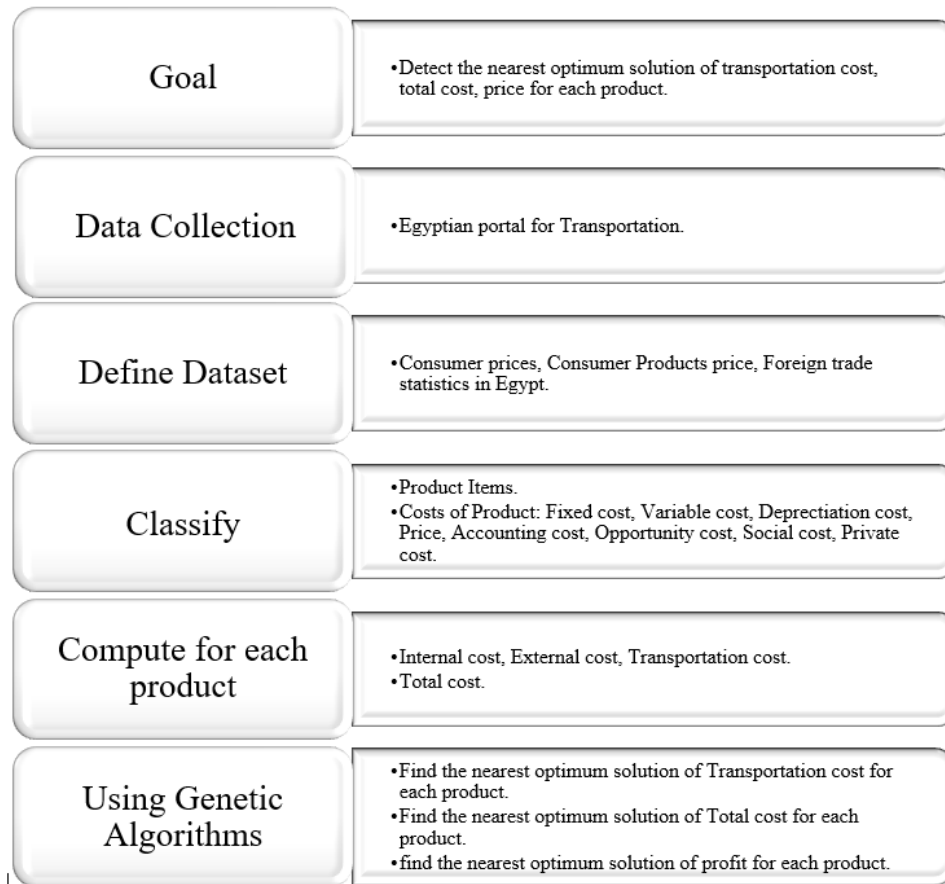 Goal
•Detect the nearest optimum solution of transportation cost,
total cost, price for each product.
Data Collection
•Egyptian portal for Transportation.
Define Dataset
•Consumer prices, Consumer Products price, Foreign trade
statistics in Egypt.
Classify
•Product Items.
•Costs of Product: Fixed cost, Variable cost, Deprectiation cost,
Price, Accounting cost, Opportunity cost, Social cost, Private
cost.
Compute for each
product
•Internal cost, External cost, Transportation cost.
•Total cost.
Using Genetic
Algorithms
•Find the nearest optimum solution of Transportation cost for
each product.
•Find the nearest optimum solution of Total cost for each
product.
•find the nearest optimum solution of profit for each product.